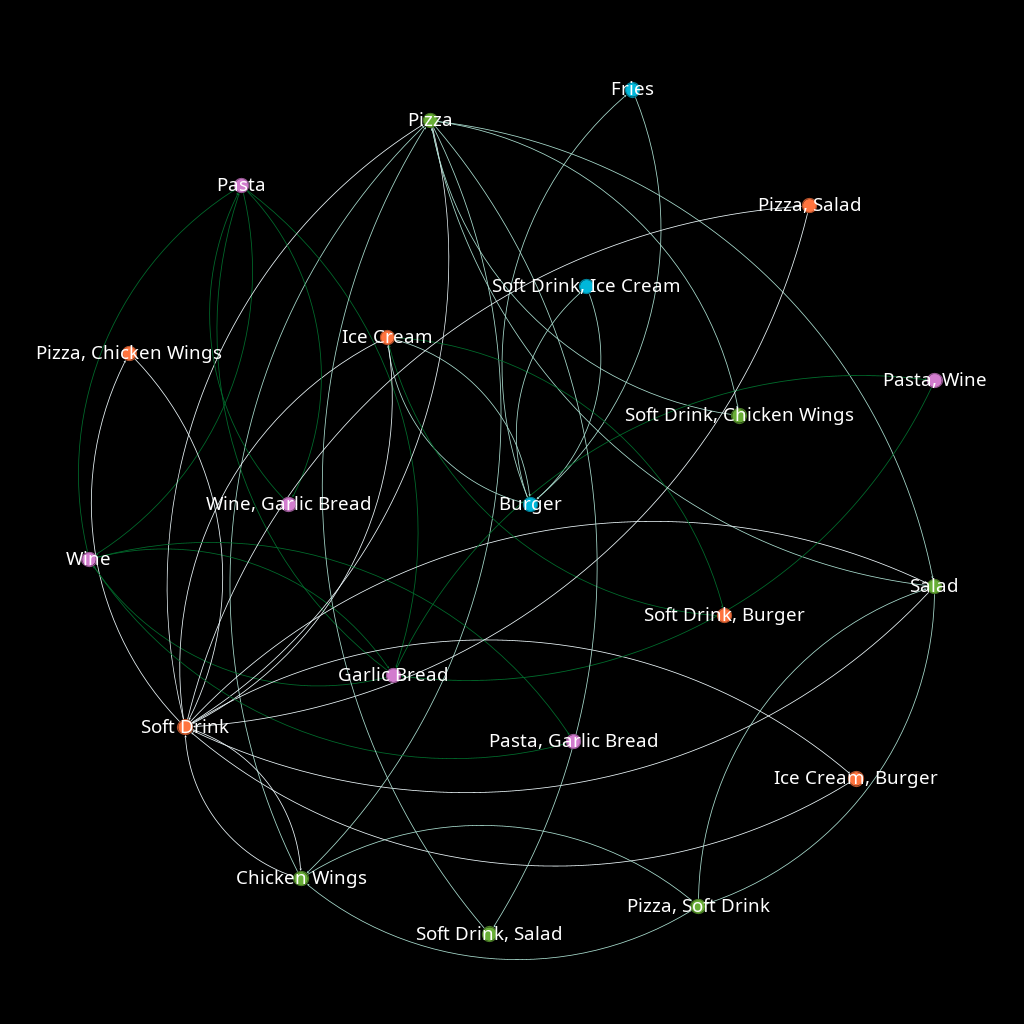 Fries
Pizza
Pasta
Pizza, Salad
Soft Drink, Ice Cream
Ice Cream
Pizza, Chicken Wings
Pasta, Wine
Soft Drink, Chicken Wings
Wine, Garlic Bread
Burger
Wine
Salad
Soft Drink, Burger
Garlic Bread
Soft Drink
Pasta, Garlic Bread
Ice Cream, Burger
Chicken Wings
Pizza, Soft Drink
Soft Drink, Salad